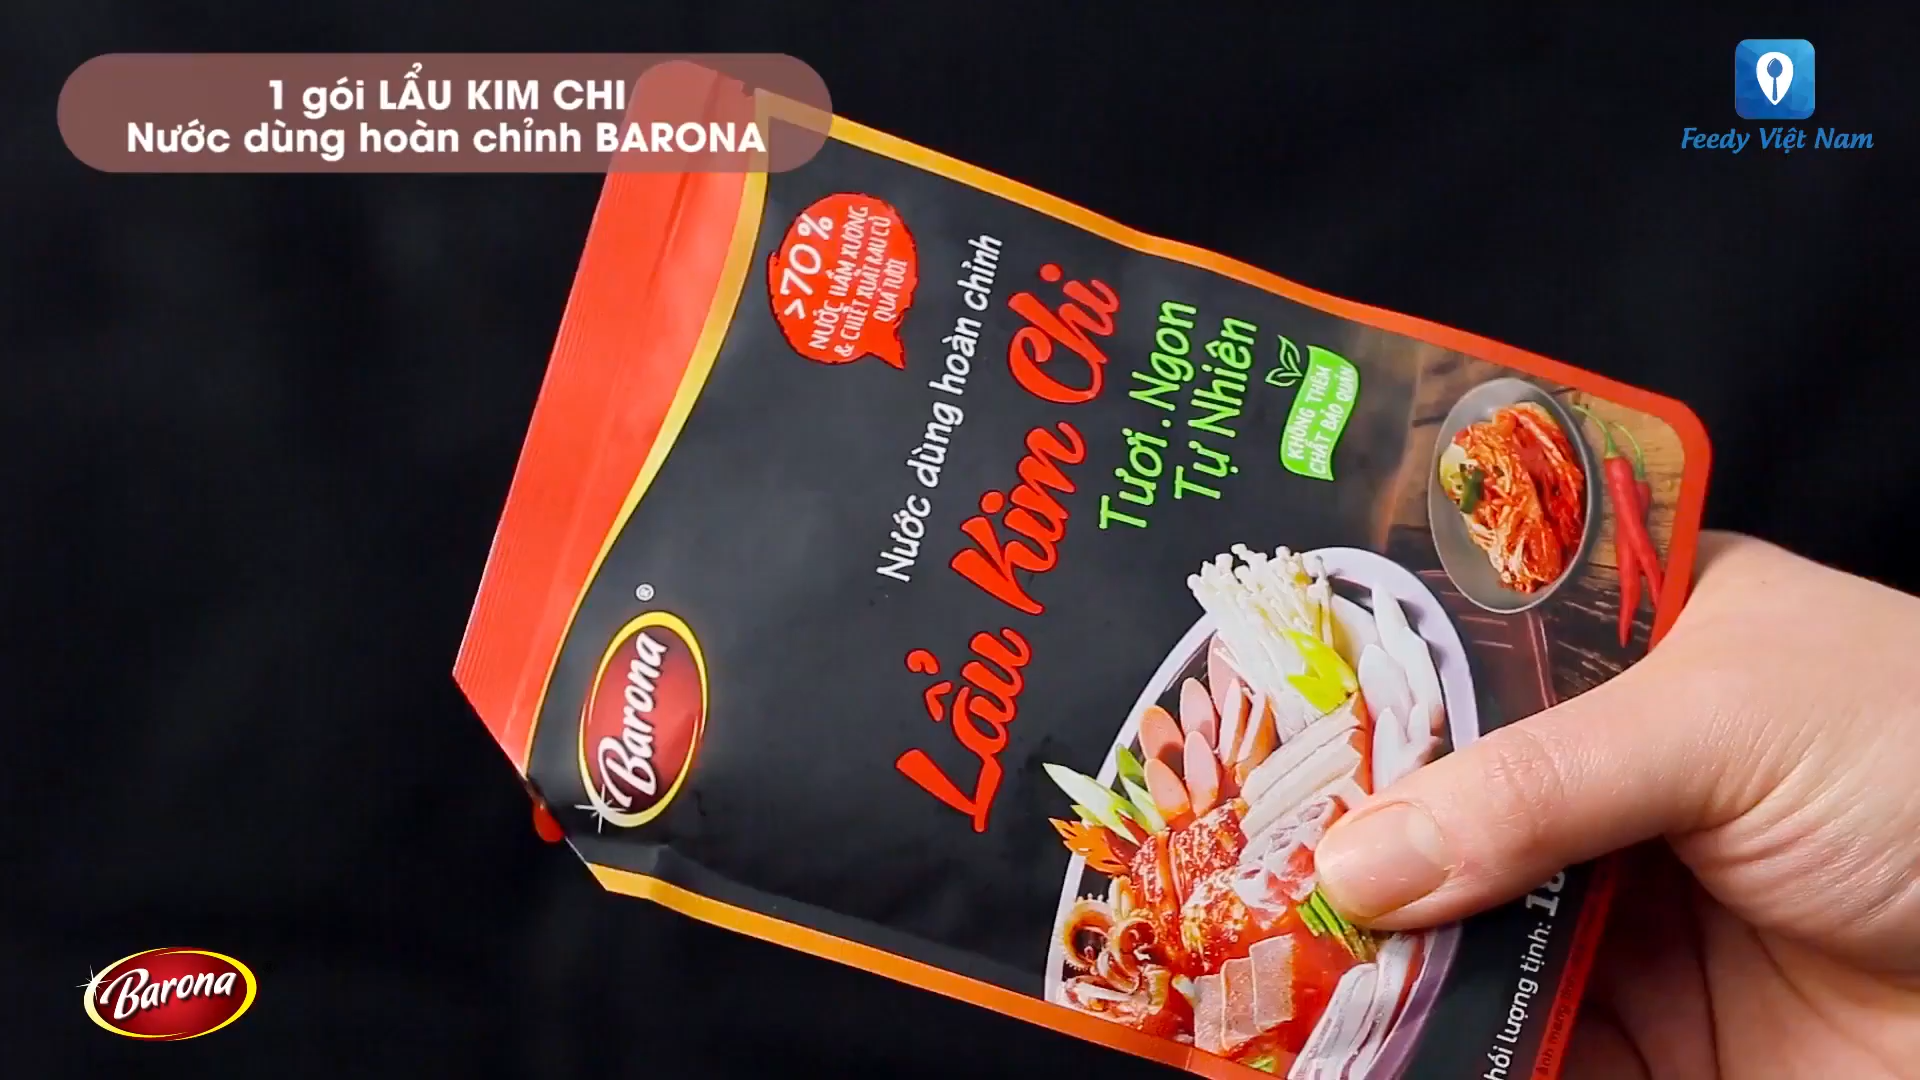 1 gói LẨU KIM CHI
Nước dùng hoàn chỉnh BARONA
Feedy Việt Nam
>70%
NƯỚC HẦM XƯƠNG
& CHIẾT XUẤT RAU CỦ
QUẢ TƯƠI
Nước dùng hoàn chỉnh
Lẩu Kim Chi
Tươi.Ngon
Tự Nhiên
KHÔNG THÊM
CHẤT BẢO QUẢN
Barona®
lượng tịnh:
Barona